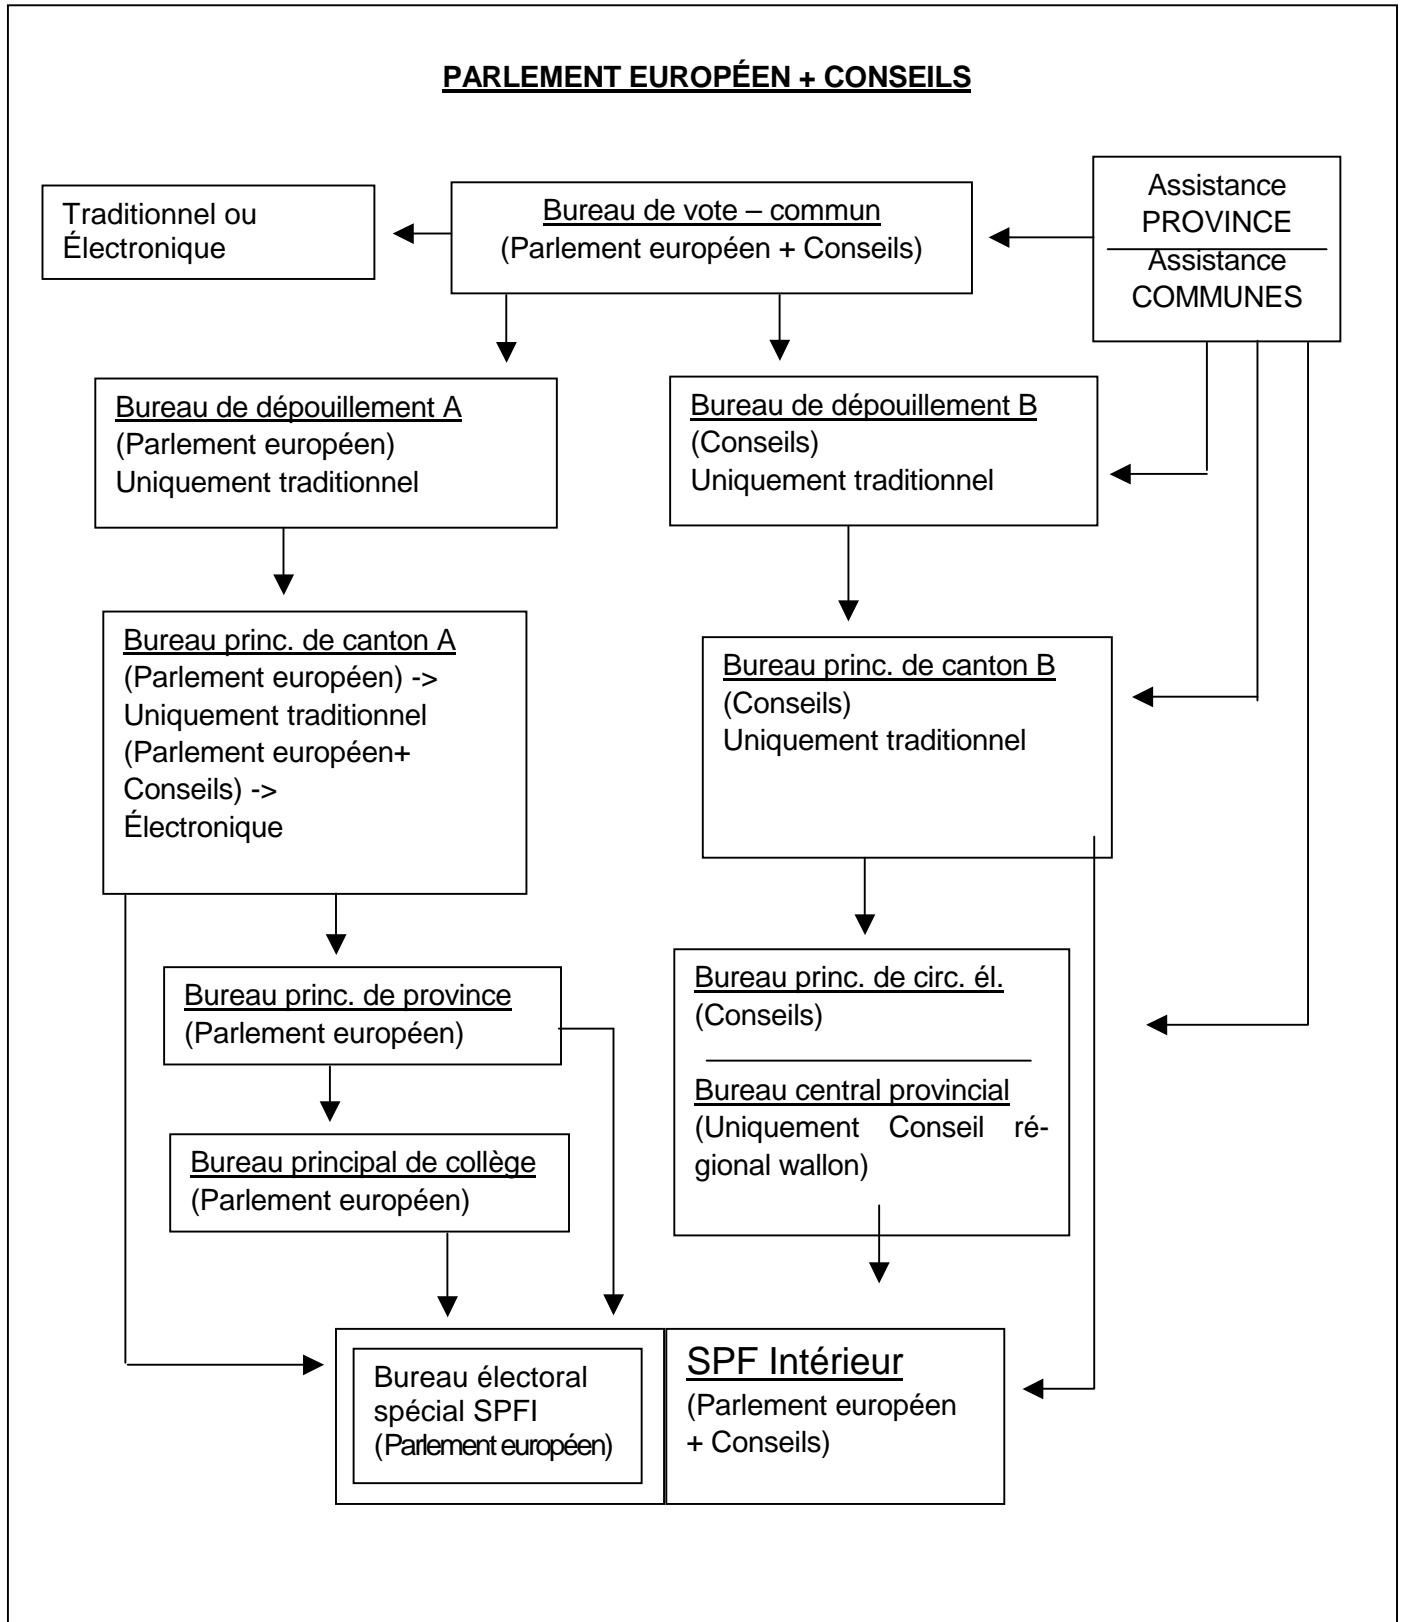 PARLEMENT EUROPÉEN + CONSEILS
Traditionnel ou
Électronique
Bureau de vote – commun
(Parlement européen + Conseils)
Assistance
PROVINCE
Assistance
COMMUNES
Bureau de dépouillement A
(Parlement européen)
Uniquement traditionnel
Bureau de dépouillement B
(Conseils)
Uniquement traditionnel
Bureau princ. de canton A
(Parlement européen) ->
Uniquement traditionnel
(Parlement européen+
Conseils) ->
Électronique
Bureau princ. de canton B
(Conseils)
Uniquement traditionnel
Bureau princ. de province
(Parlement européen)
Bureau princ. de circ. él.
(Conseils)
Bureau central provincial
(Uniquement Conseil ré-
gional wallon)
Bureau principal de collège
(Parlement européen)
Bureau électoral
spécial SPFI
(Parlement européen)
SPF Intérieur
(Parlement européen
+ Conseils)